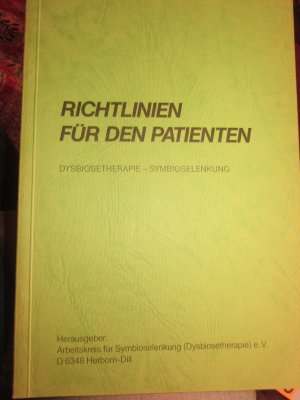 RICHTLINIEN
FÜR DEN PATIENTEN
DYSBIOSETHERAPIE – SYMBIOSELENKUNG
Herausgeber:
Arbeitskreis für Symbioselenkung (Dysbiosetherapie) e. V.
D 6348 Herborn-Dill